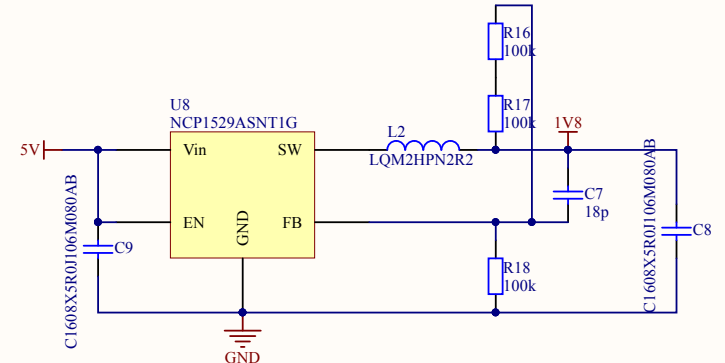 R16
100k
R17
100k
U8
NCP1529ASNT1G
L2
LQM2HPN2R2
1V8
5V
Vin
SW
EN
GND
FB
C7
18p
C8
C1608X5R0J106M080AB
C9
C1608X5R0J106M080AB
R18
100k
GND